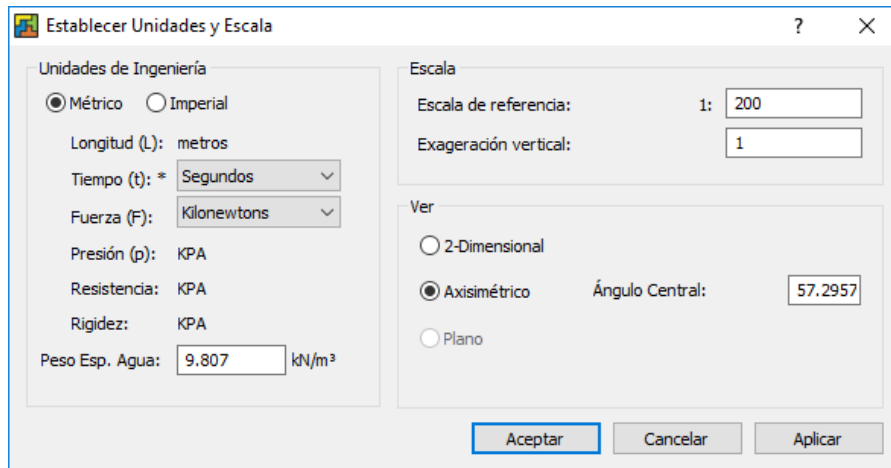 Establecer Unidades y Escala
?
Unidades de Ingeniería
Métrico Imperial
Longitud (L): metros
Tiempo (t): * Segundos
Fuerza (F): Kilonewtons
Presión (p): KPA
Resistencia: KPA
Rigidez: KPA
Peso Esp. Agua: 9.807 kN/m³
Escala
Escala de referencia: 1: 200
Exageración vertical: 1
Ver
2-Dimensional
Axisimétrico Ángulo Central: 57.2957
Plano
Aceptar Cancelar Aplicar